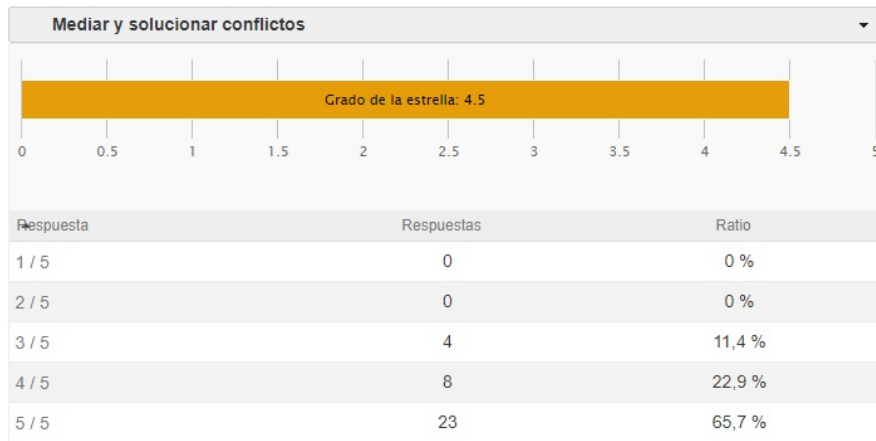 Mediar y solucionar conflictos
Grado de la estrella: 4.5
0 0.5 1 1.5 2 2.5 3 3.5 4 4.5 5
Respuesta Respuestas Ratio
1 / 5 0 0 %
2 / 5 0 0 %
3 / 5 4 11,4 %
4 / 5 8 22,9 %
5 / 5 23 65,7 %